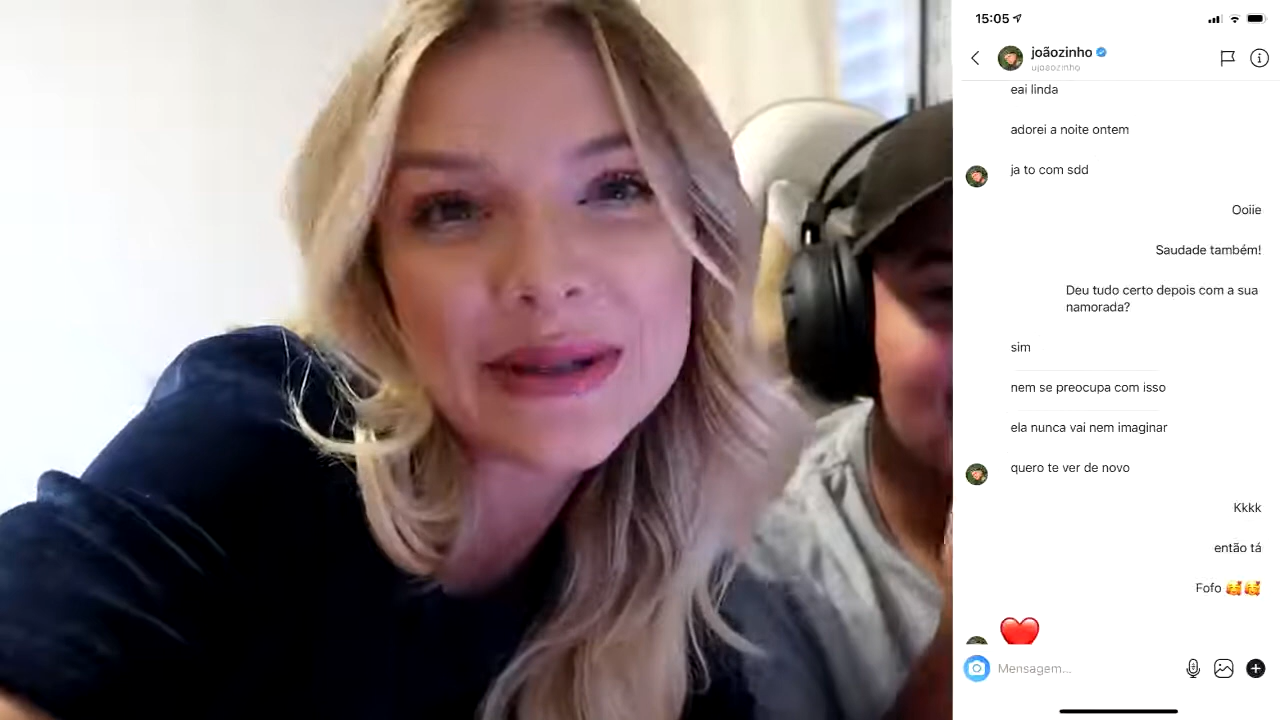 15:05
joãozinho
eai linda
adorei a noite ontem
ja to com sdd
Ooiie
Saudade também!
Deu tudo certo depois com a sua
namorada?
sim
nem se preocupa com isso
ela nunca vai nem imaginar
quero te ver de novo
Kkkk
então tá
Fofo 🥰🥰
❤️
Mensagem...